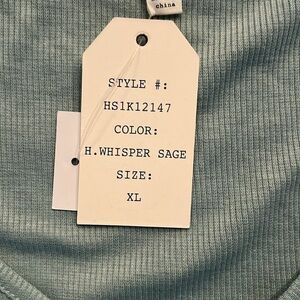 china
STYLE #:
HS1K12147
COLOR:
H.WHISPER SAGE
SIZE:
XL